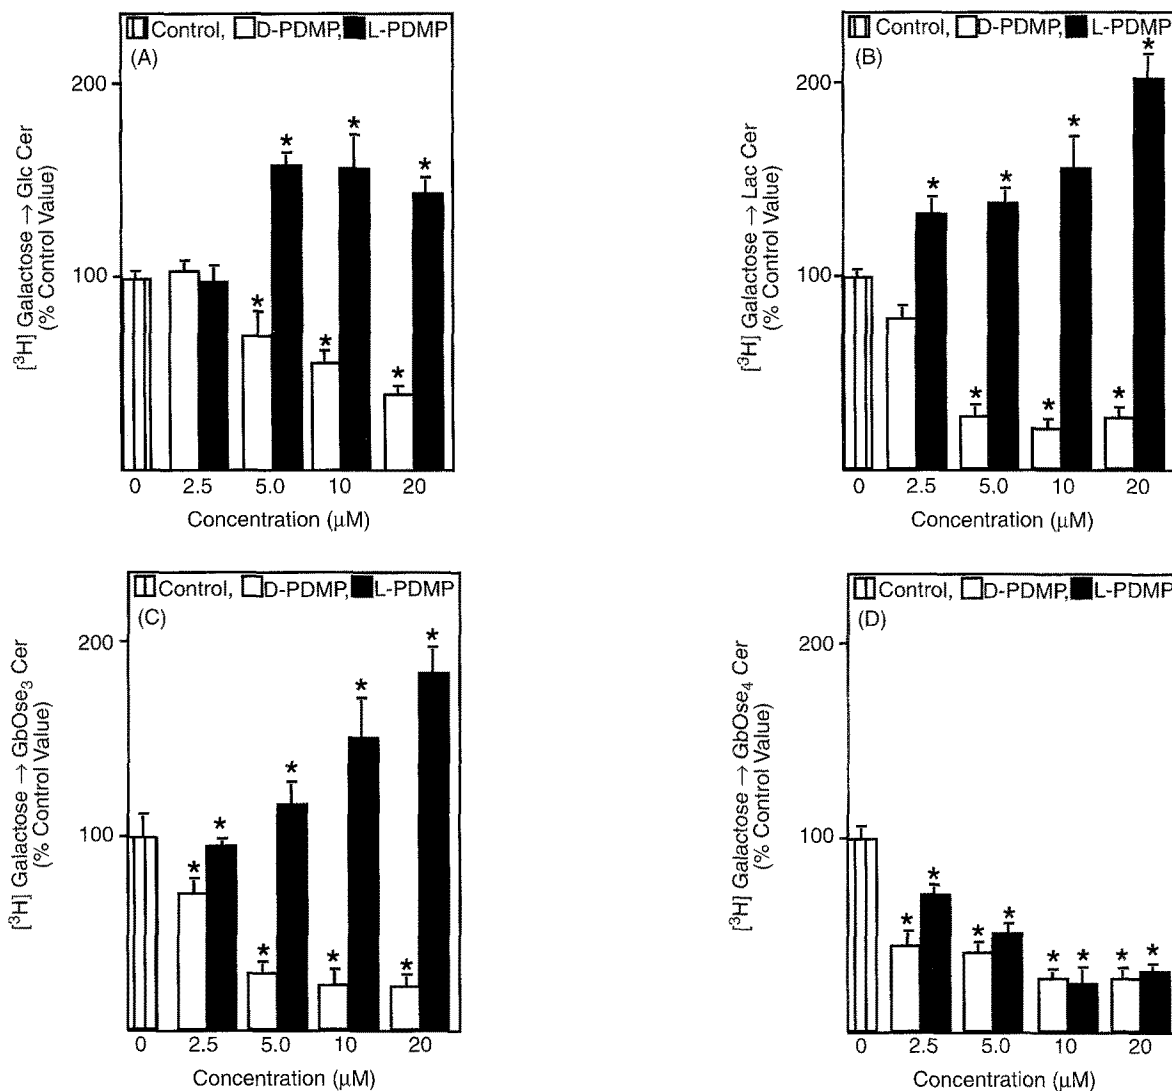 Control, D-PDMP, L-PDMP
(A)
200
100
[³H] Galactose → Glc Cer
(% Control Value)
*
*
*
*
*
*
0 2.5 5.0 10 20
Concentration (μM)
Control, D-PDMP, L-PDMP
(B)
200
100
[³H] Galactose → Lac Cer
(% Control Value)
*
*
*
*
*
*
*
0 2.5 5.0 10 20
Concentration (μM)
Control, D-PDMP, L-PDMP
(C)
200
100
[³H] Galactose → GbOse₃ Cer
(% Control Value)
*
*
*
*
*
*
*
*
0 2.5 5.0 10 20
Concentration (μM)
Control, D-PDMP, L-PDMP
(D)
200
100
[³H] Galactose → GbOse₄ Cer
(% Control Value)
*
*
*
*
*
*
*
*
0 2.5 5.0 10 20
Concentration (μM)